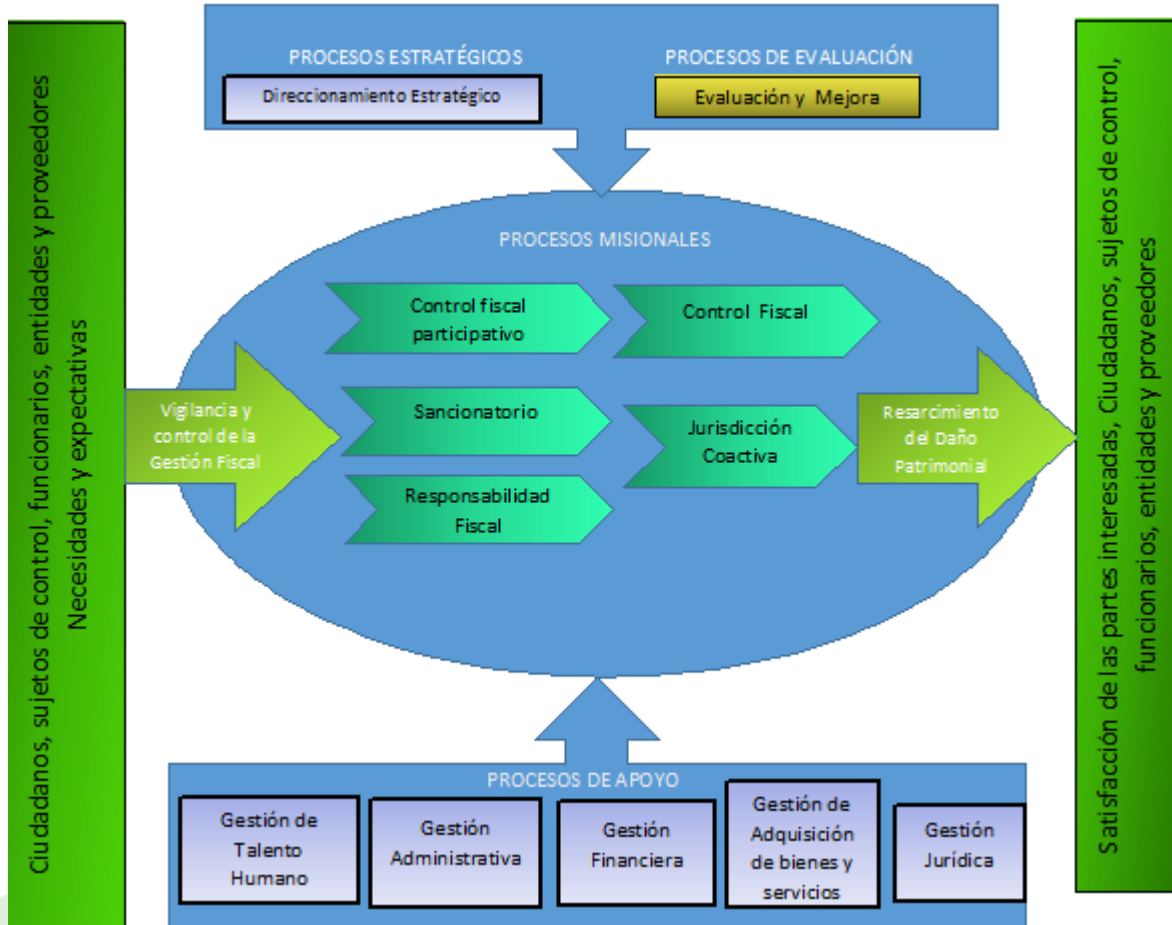 Ciudadanos, sujetos de control, funcionarios, entidades y proveedores
Necesidades y expectativas
PROCESOS ESTRATÉGICOS
Direccionamiento Estratégico
PROCESOS DE EVALUACIÓN
Evaluación y Mejora
PROCESOS MISIONALES
Control fiscal
participativo
Control Fiscal
Vigilancia y
control de la
Gestión Fiscal
Sancionatorio
Jurisdicción
Coactiva
Responsabilidad
Fiscal
Resarcimiento
del Daño
Patrimonial
PROCESOS DE APOYO
Gestión de
Talento
Humano
Gestión
Administrativa
Gestión
Financiera
Gestión de
Adquisición
de bienes y
servicios
Gestión
Jurídica
Satisfacción de las partes interesadas, Ciudadanos, sujetos de control,
funcionarios, entidades y proveedores